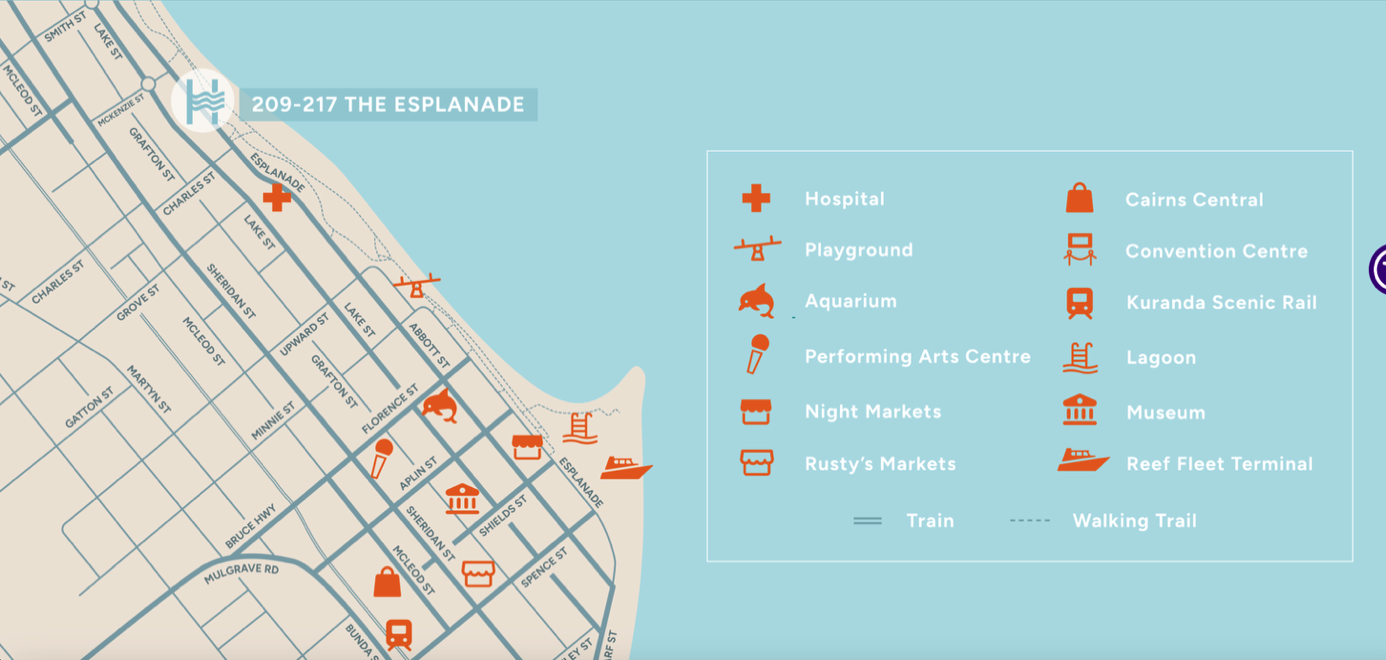 SMITH ST
LAKE ST
MCLEOD ST
MCKENZIE ST
209-217 THE ESPLANADE
GRAFTON ST
ESPLANADE
CHARLES ST
LAKE ST
CHARLES ST
SHERIDAN ST
GROVE ST
MCLEOD ST
UPWARD ST
LAKE ST
ABBOTT ST
GRAFTON ST
MARTYN ST
GATTON ST
MINNIE ST
FLORENCE ST
APLIN ST
ESPLANADE
SHIELDS ST
BRUCE HWY
SHERIDAN ST
MCLEOD ST
SPENCE ST
MULGRAVE RD
BUNDA S
LEY ST
ARF ST
ST
Hospital
Cairns Central
Playground
Convention Centre
Aquarium
Kuranda Scenic Rail
Performing Arts Centre
Lagoon
Night Markets
Museum
Rusty's Markets
Reef Fleet Terminal
Train
Walking Trail